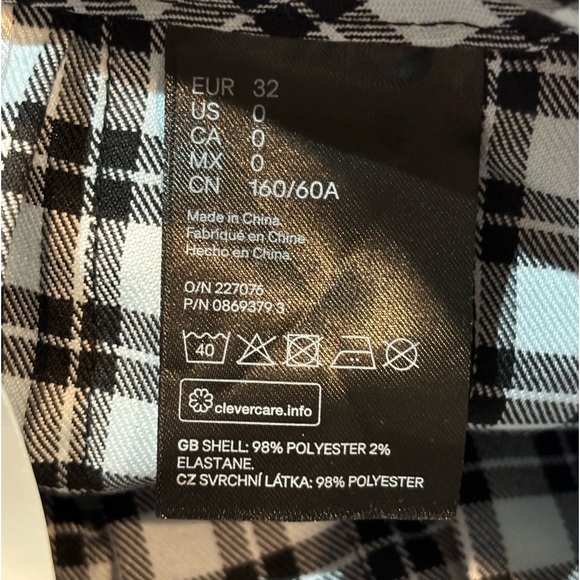 EUR 32
US 0
CA 0
MX 0
CN 160/60A
Made in China.
Fabriqué en Chine.
Hecho en China.
O/N 227076
P/N 0869379 3
40
clevercare.info
GB SHELL: 98% POLYESTER 2%
ELASTANE.
CZ SVRCHNÍ LÁTKA: 98% POLYESTER